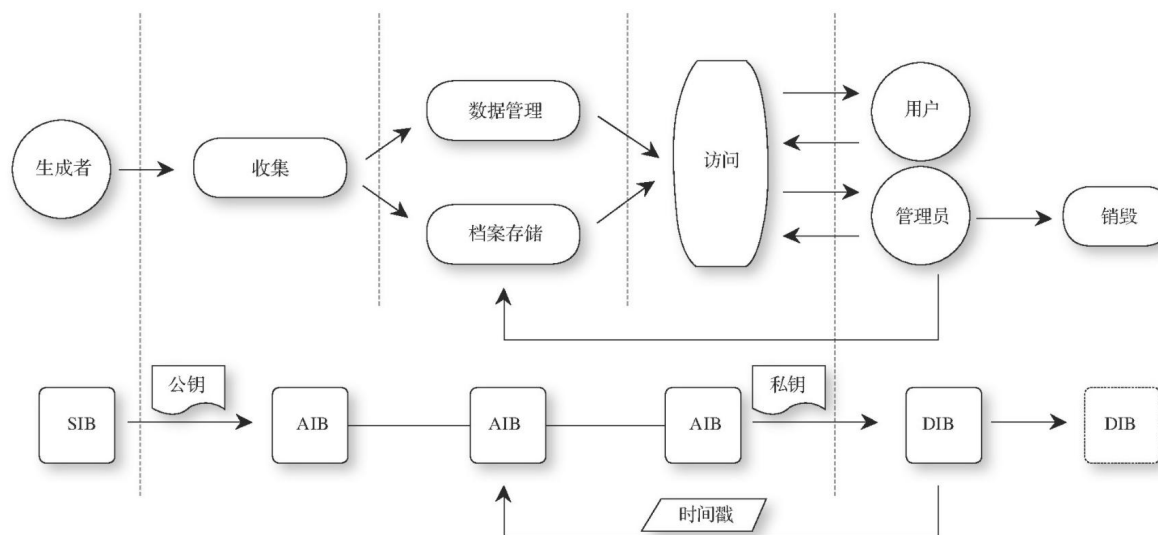 生成者
收集
数据管理
档案存储
访问
用户
管理员
销毁
SIB
公钥
AIB
AIB
AIB
私钥
DIB
DIB
时间戳